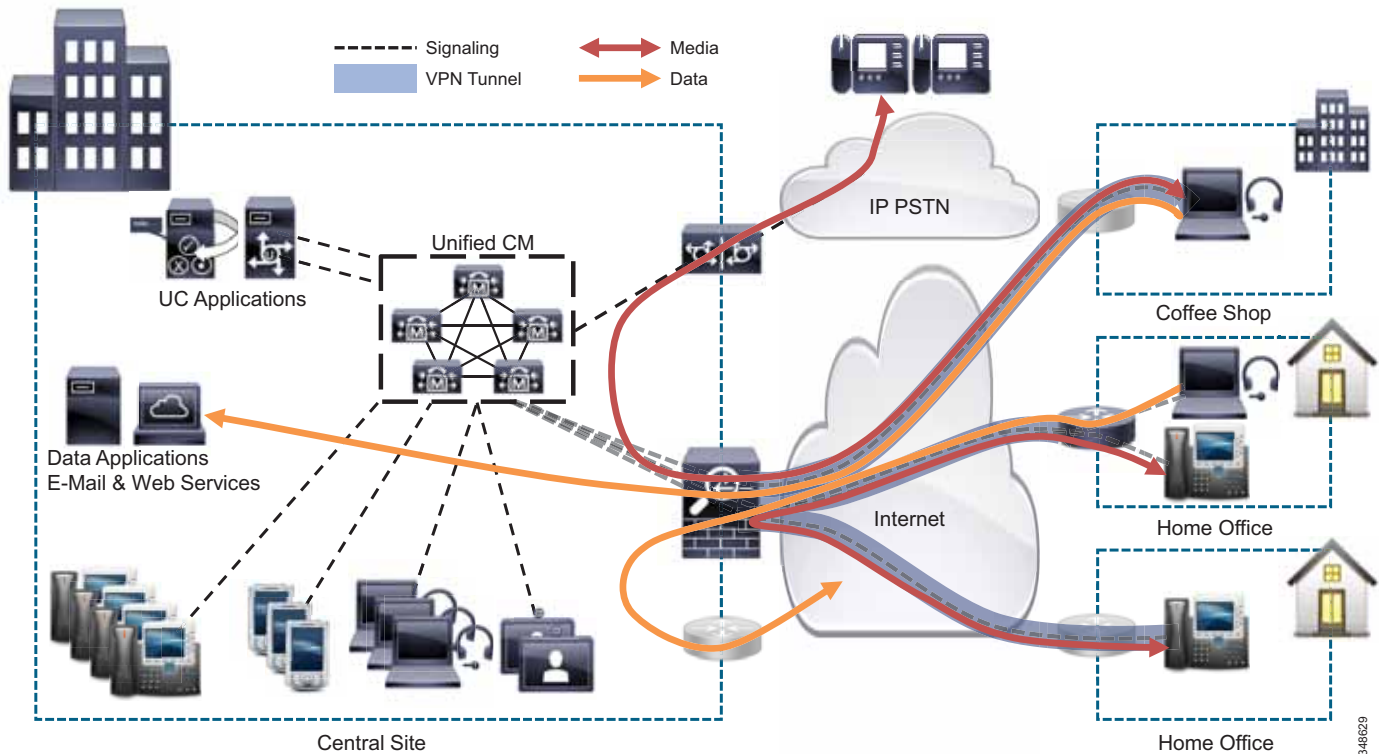 Signaling
VPN Tunnel
Media
Data
IP PSTN
Unified CM
UC Applications
Coffee Shop
Data Applications
E-Mail & Web Services
Internet
Home Office
Central Site
Home Office
348629